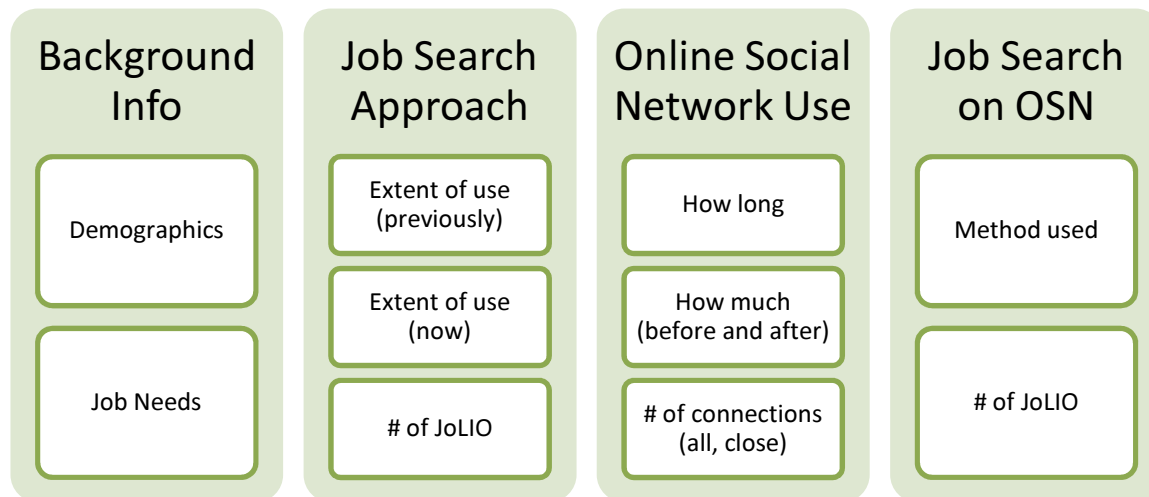 Background
Info
Demographics
Job Needs
Job Search
Approach
Extent of use
(previously)
Extent of use
(now)
# of JoLIO
Online Social
Network Use
How long
How much
(before and after)
# of connections
(all, close)
Job Search
on OSN
Method used
# of JoLIO